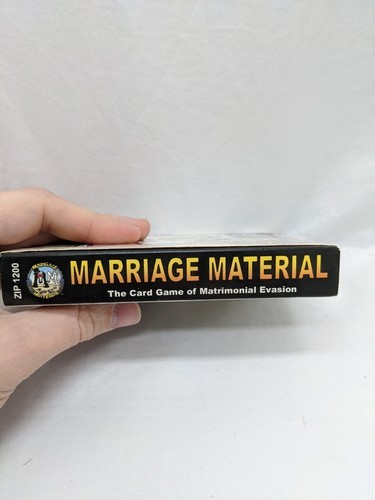 ZIP 1200
MARRIAGE MATERIAL
The Card Game of Matrimonial Evasion